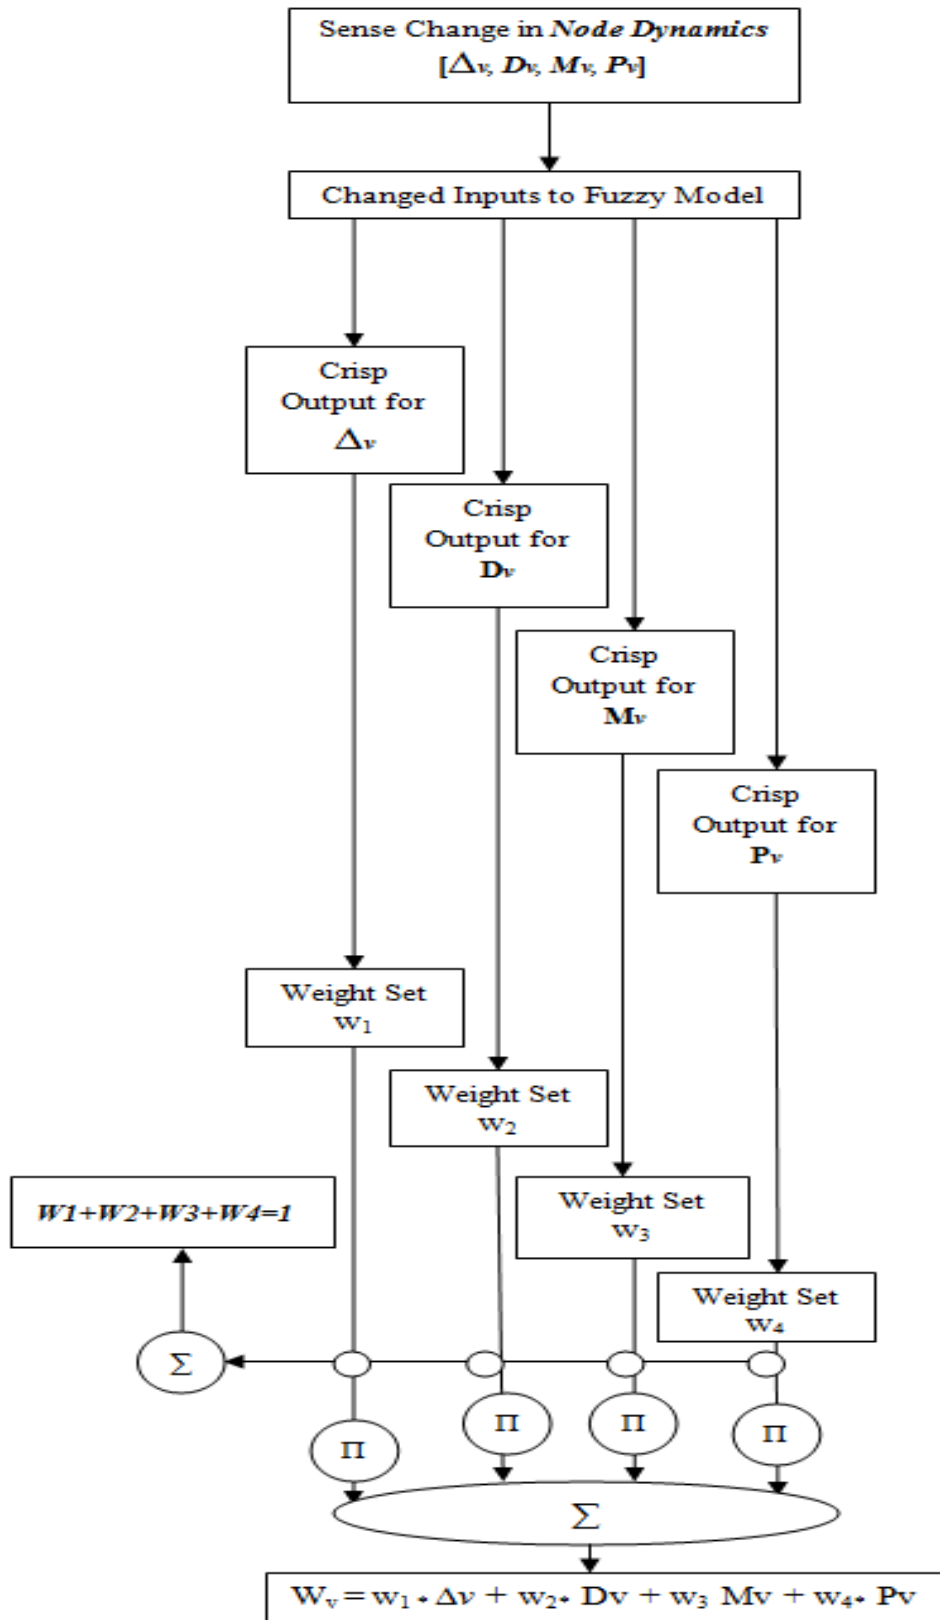 Sense Change in Node Dynamics
[Δv, Dv, Mv, Pv]
Changed Inputs to Fuzzy Model
Crisp
Output for
Δv
Crisp
Output for
Dv
Crisp
Output for
Mv
Crisp
Output for
Pv
Weight Set
w₁
Weight Set
w₂
Weight Set
w₃
Weight Set
w₄
W1+W2+W3+W4=1
Σ
Π
Π
Π
Π
Σ
Wᵥ = w₁* Δv + w₂* Dv + w₃ Mv + w₄* Pv